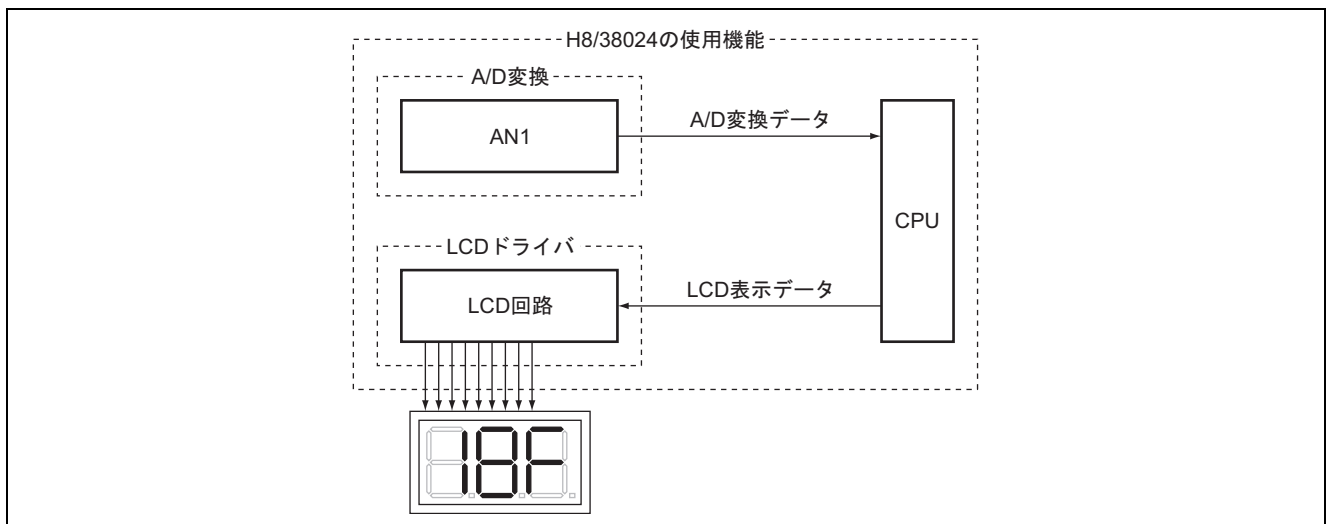 H8/38024の使用機能
A/D変換
AN1
A/D変換データ
CPU
LCDドライバ
LCD回路
LCD表示データ
18F